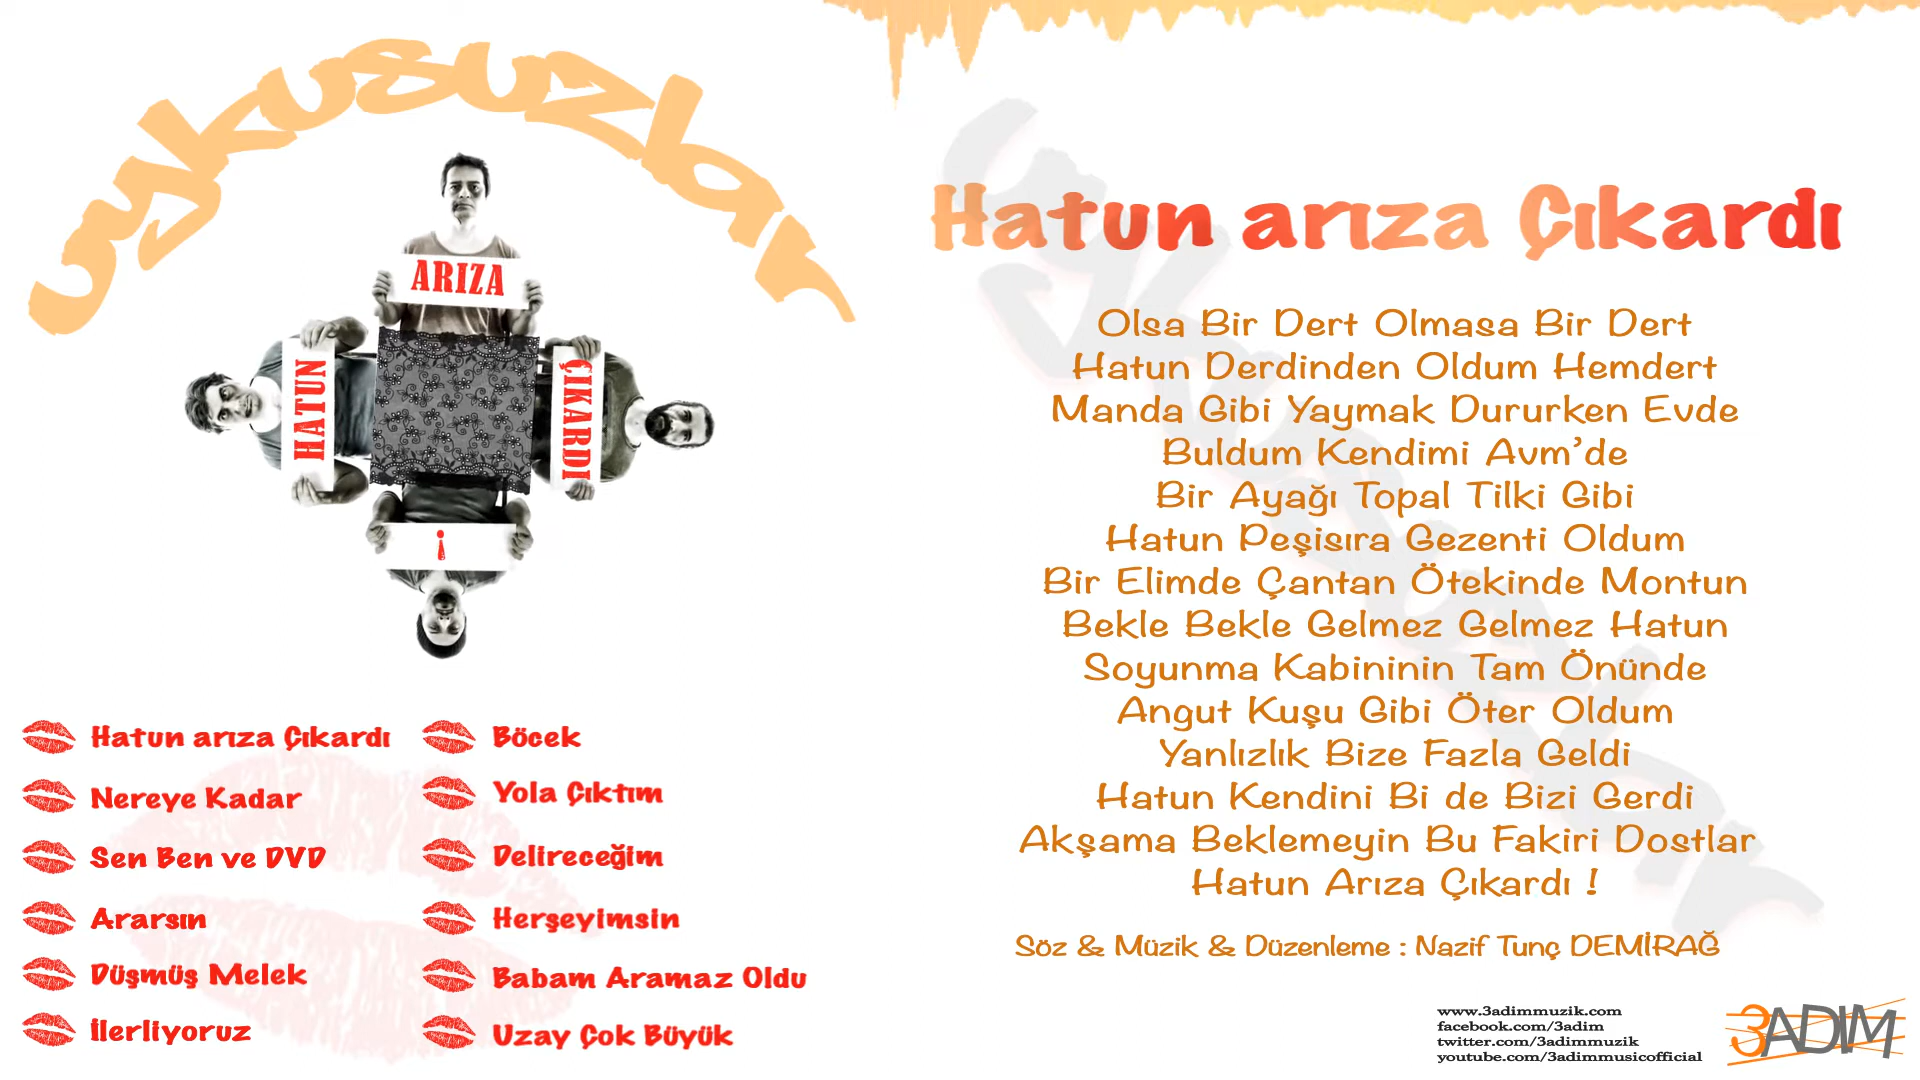 uykusuzlar
ARIZA
HATUN
ÇIKARDI
!
Hatun arıza Çıkardı
Nereye Kadar
Sen Ben ve DVD
Ararsın
Düşmüş Melek
İlerliyoruz
Böcek
Yola Çıktım
Delireceğim
Herşeyimsin
Babam Aramaz Oldu
Uzay Çok Büyük
uykusuzlar
Hatun arıza Çıkardı
Olsa Bir Dert Olmasa Bir Dert
Hatun Derdinden Oldum Hemdert
Manda Gibi Yaymak Dururken Evde
Buldum Kendimi Avm'de
Bir Ayağı Topal Tilki Gibi
Hatun Peşisıra Gezenti Oldum
Bir Elimde Çantan Ötekinde Montun
Bekle Bekle Gelmez Gelmez Hatun
Soyunma Kabininin Tam Önünde
Angut Kuşu Gibi Öter Oldum
Yanlızlık Bize Fazla Geldi
Hatun Kendini Bi de Bizi Gerdi
Akşama Beklemeyin Bu Fakiri Dostlar
Hatun Arıza Çıkardı !
Söz & Müzik & Düzenleme : Nazif Tunç DEMİRAĞ
www.3adimmuzik.com
facebook.com/3adim
twitter.com/3adimmuzik
youtube.com/3adimmusicofficial
3ADIM